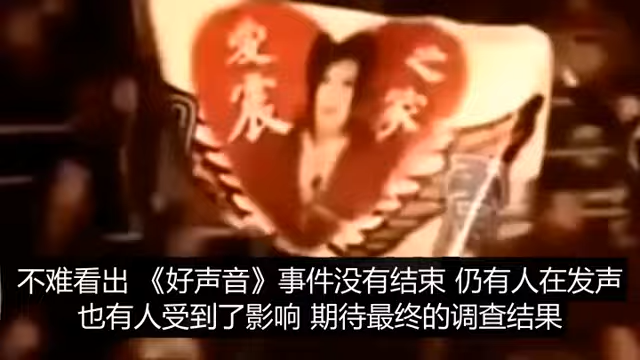 爱宸
之家
不难看出 《好声音》事件没有结束 仍有人在发声
也有人受到了影响 期待最终的调查结果